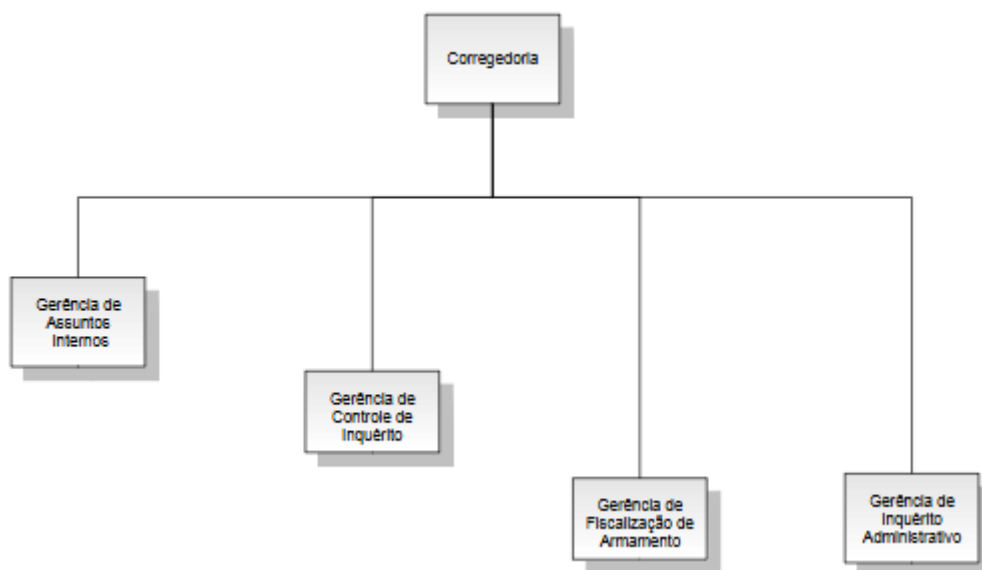 Corregedoria
Gerência de
Assuntos
Internos
Gerência de
Controle de
Inquérito
Gerência de
Fiscalização de
Armamento
Gerência de
Inquérito
Administrativo